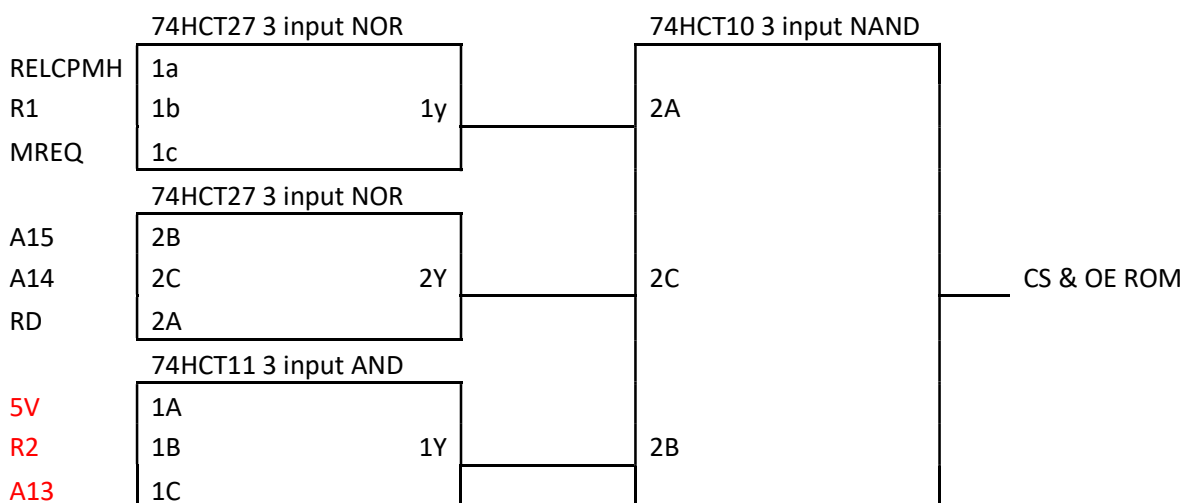 74HCT27 3 input NOR 74HCT10 3 input NAND
RELCPMH 1a
R1 1b 1y 2A
MREQ 1c
74HCT27 3 input NOR
A15 2B
A14 2C 2Y 2C CS & OE ROM
RD 2A
74HCT11 3 input AND
5V 1A
R2 1B 1Y 2B
A13 1C